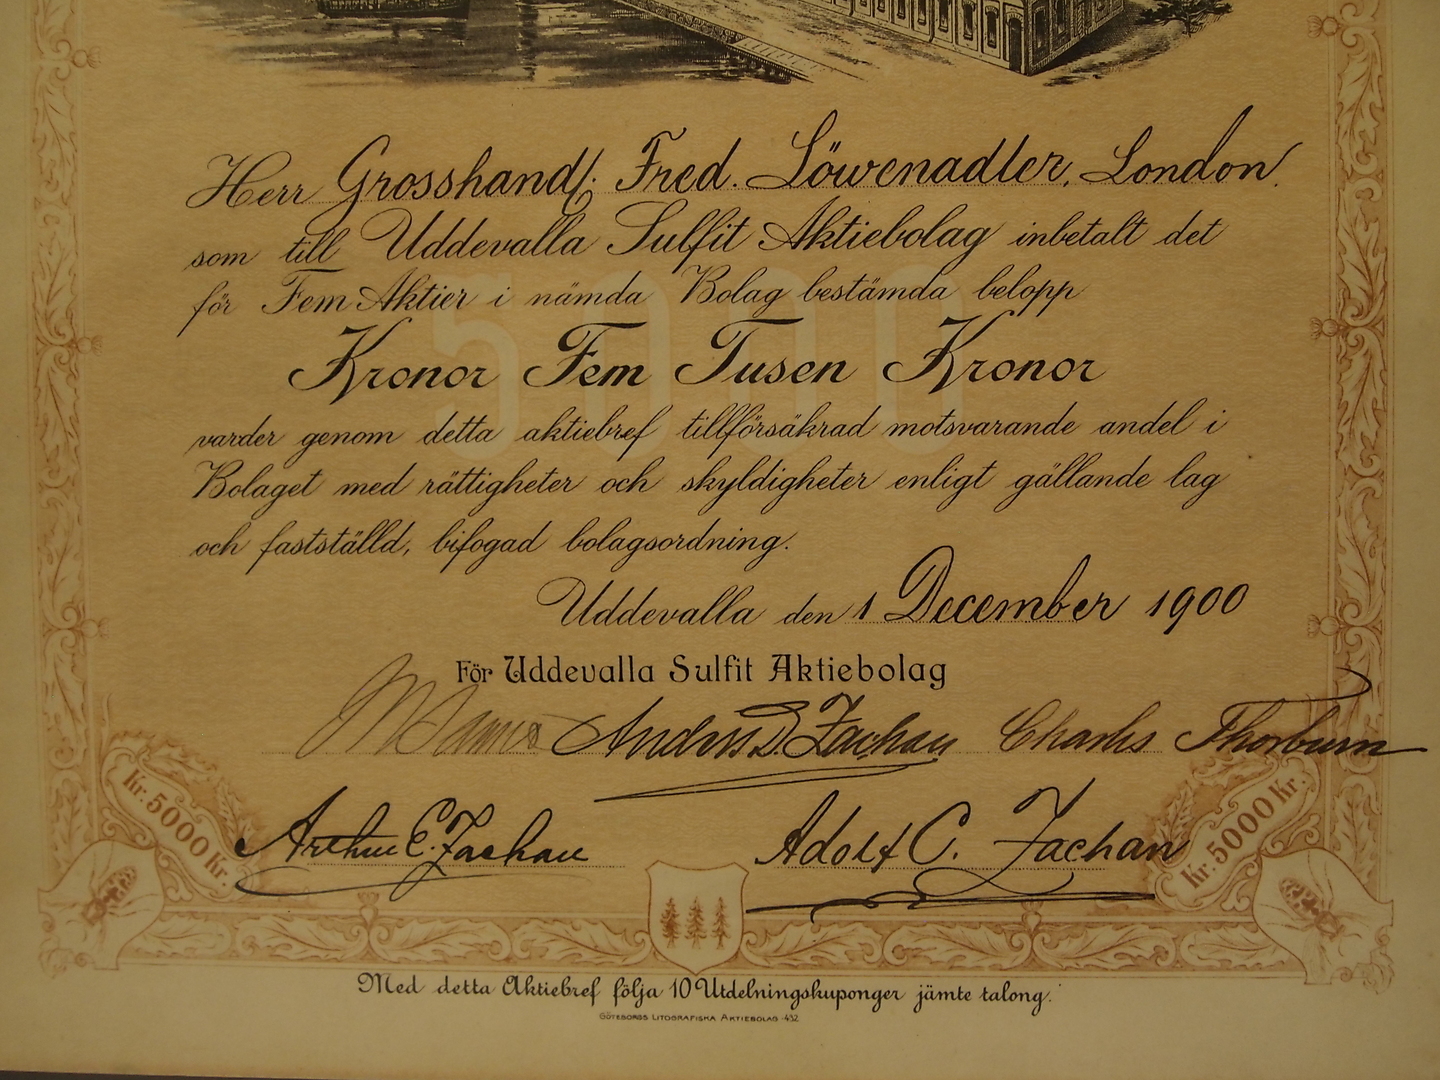 Herr Grosshandl. Fred. Löwenadler, London.
som till Uddevalla Sulfit Aktiebolag inbetalt det
för Fem Aktier i nämda Bolag bestämda belopp
5000
Kronor Fem Tusen Kronor
varder genom detta aktiebref tillförsäkrad motsvarande andel i
Bolaget med rättigheter och skyldigheter enligt gällande lag
och fastställd, bifogad bolagsordning.
Uddevalla den 1 December 1900
För Uddevalla Sulfit Aktiebolag
Anders D. Zachau Charles Thorburn
Arthur E. Zachau Adolf C. Zachau
Kr. 5000 Kr.
Kr. 5000 Kr.
Med detta Aktiebref följa 10 Utdelningskuponger jämte talong.
GÖTEBORGS LITOGRAFISKA AKTIEBOLAG 432